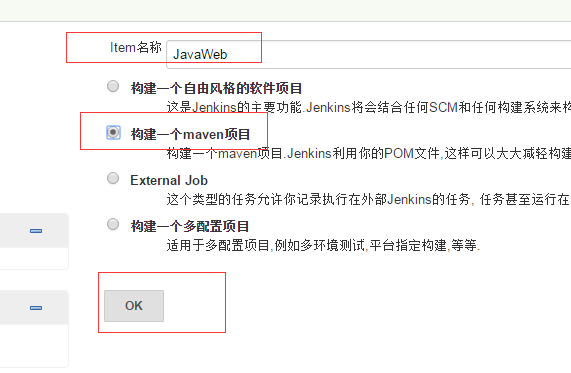 Item名称
JavaWeb
构建一个自由风格的软件项目
这是Jenkins的主要功能.Jenkins将会结合任何SCM和任何构建系统来构
构建一个maven项目
构建一个maven项目.Jenkins利用你的POM文件,这样可以大大减轻构建
External Job
这个类型的任务允许你记录执行在外部Jenkins的任务, 任务甚至运行在
构建一个多配置项目
适用于多配置项目,例如多环境测试,平台指定构建,等等.
OK